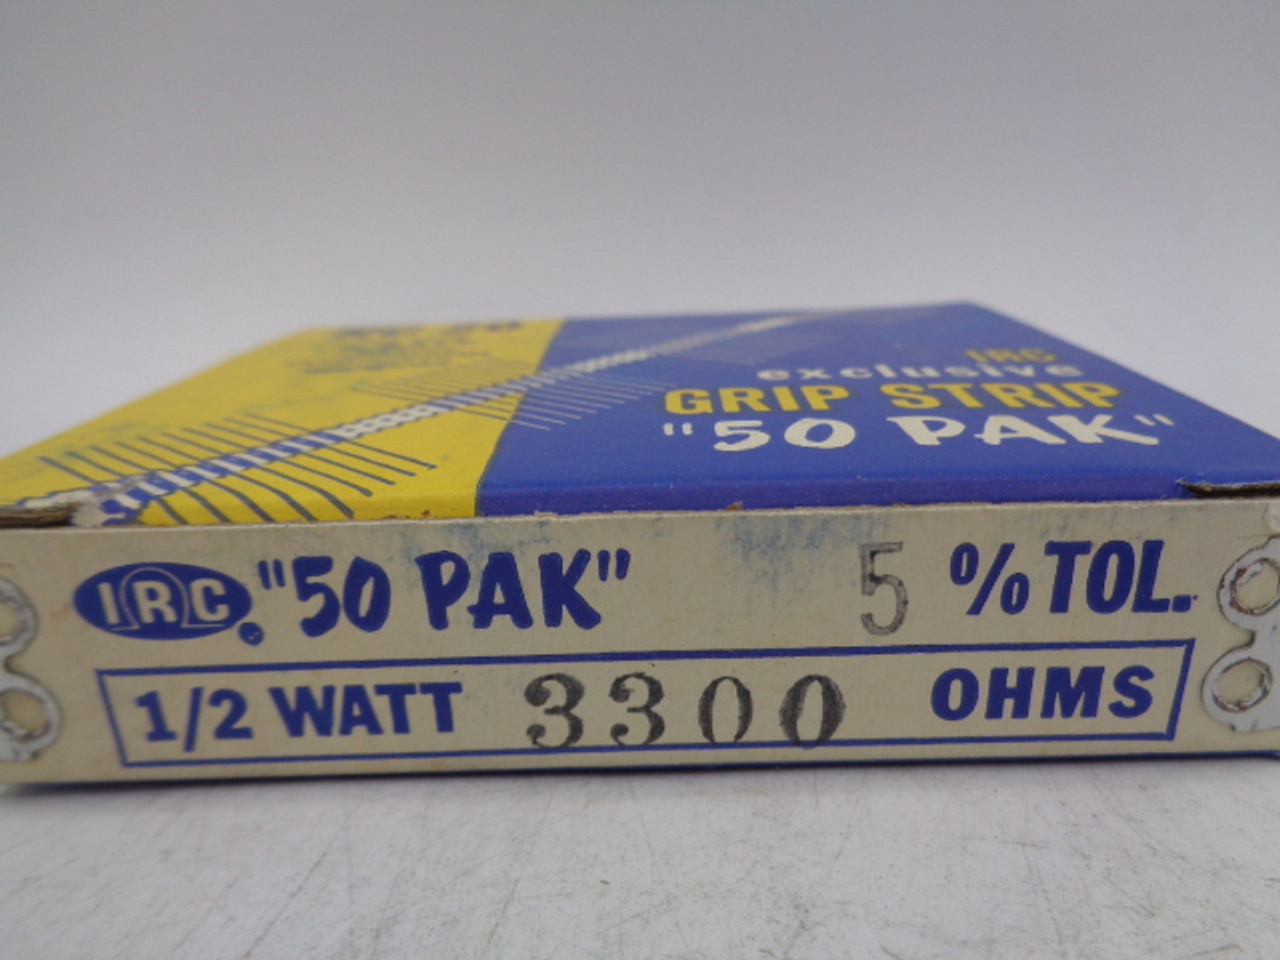 IRC
exclusive
GRIP STRIP
"50 PAK"
IRC "50 PAK" 5 % TOL.
1/2 WATT 3300 OHMS